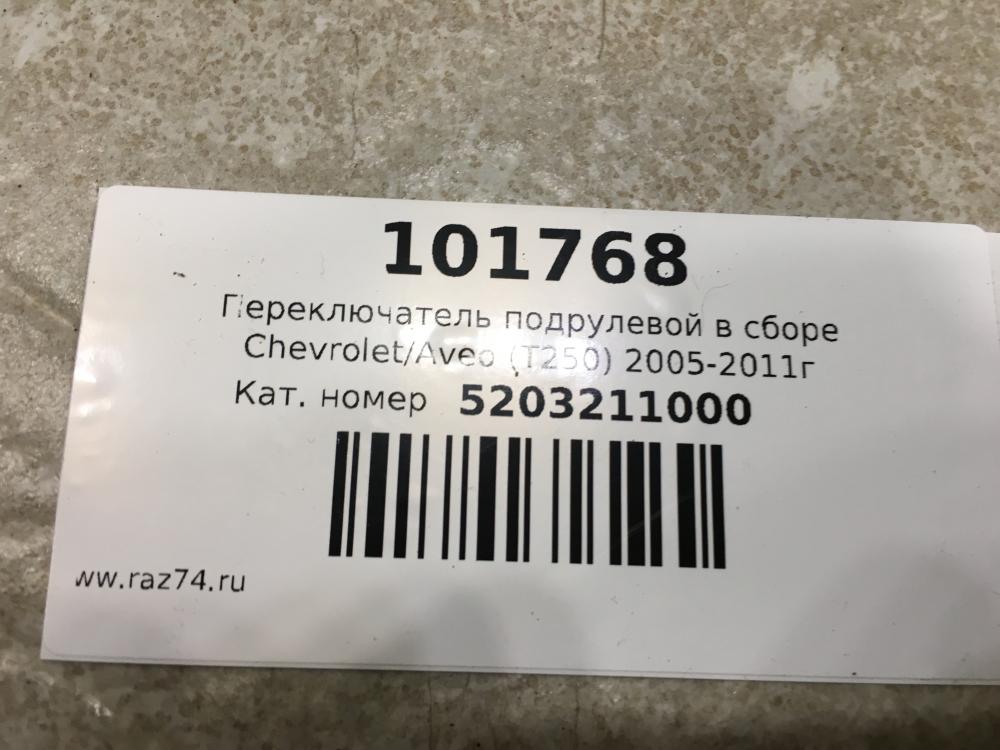 101768
Переключатель подрулевой в сборе
Chevrolet/Aveo (T250) 2005-2011г
Кат. номер 5203211000
ww.raz74.ru